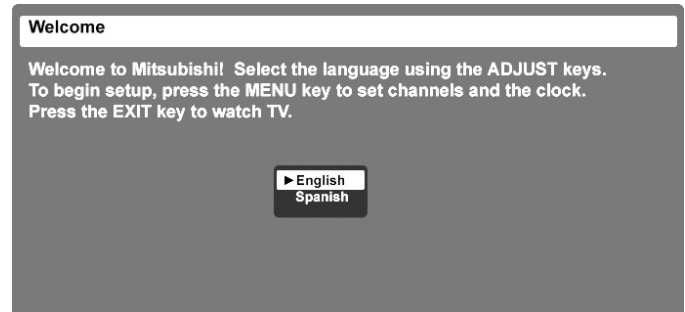 Welcome
Welcome to Mitsubishi! Select the language using the ADJUST keys.
To begin setup, press the MENU key to set channels and the clock.
Press the EXIT key to watch TV.
►English
Spanish